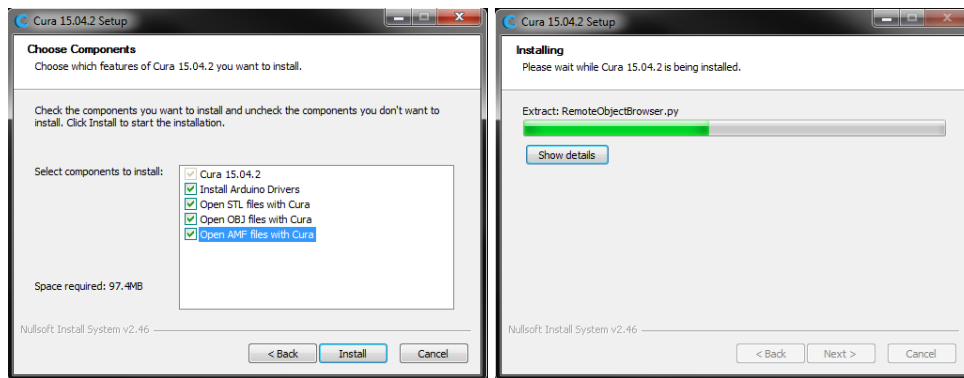 Cura 15.04.2 Setup
Choose Components
Choose which features of Cura 15.04.2 you want to install.
Check the components you want to install and uncheck the components you don't want to
install. Click Install to start the installation.
Select components to install:
Cura 15.04.2
Install Arduino Drivers
Open STL files with Cura
Open OBJ files with Cura
Open AMF files with Cura
Space required: 97.4MB
Nullsoft Install System v2.46
< Back
Install
Cancel
Cura 15.04.2 Setup
Installing
Please wait while Cura 15.04.2 is being installed.
Extract: RemoteObjectBrowser.py
Show details
Nullsoft Install System v2.46
< Back
Next >
Cancel